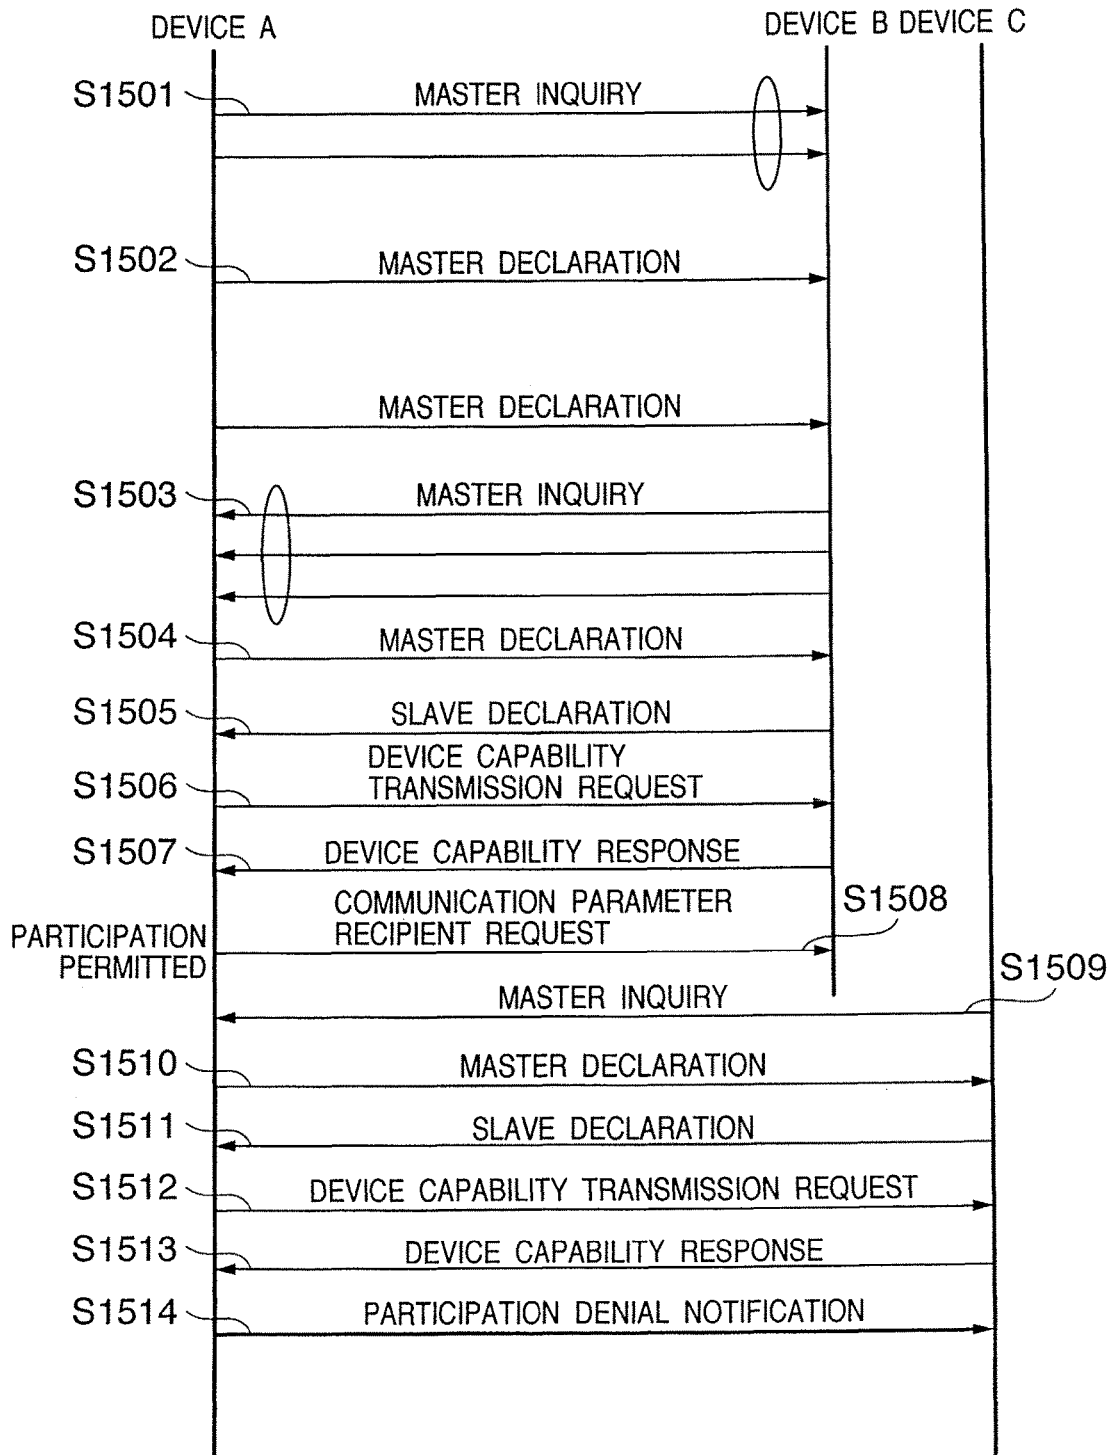 DEVICE A
DEVICE B DEVICE C
S1501
MASTER INQUIRY
S1502
MASTER DECLARATION
MASTER DECLARATION
S1503
MASTER INQUIRY
S1504
MASTER DECLARATION
S1505
SLAVE DECLARATION
S1506
DEVICE CAPABILITY
TRANSMISSION REQUEST
S1507
DEVICE CAPABILITY RESPONSE
PARTICIPATION
PERMITTED
COMMUNICATION PARAMETER
RECIPIENT REQUEST
S1508
S1509
MASTER INQUIRY
S1510
MASTER DECLARATION
S1511
SLAVE DECLARATION
S1512
DEVICE CAPABILITY TRANSMISSION REQUEST
S1513
DEVICE CAPABILITY RESPONSE
S1514
PARTICIPATION DENIAL NOTIFICATION